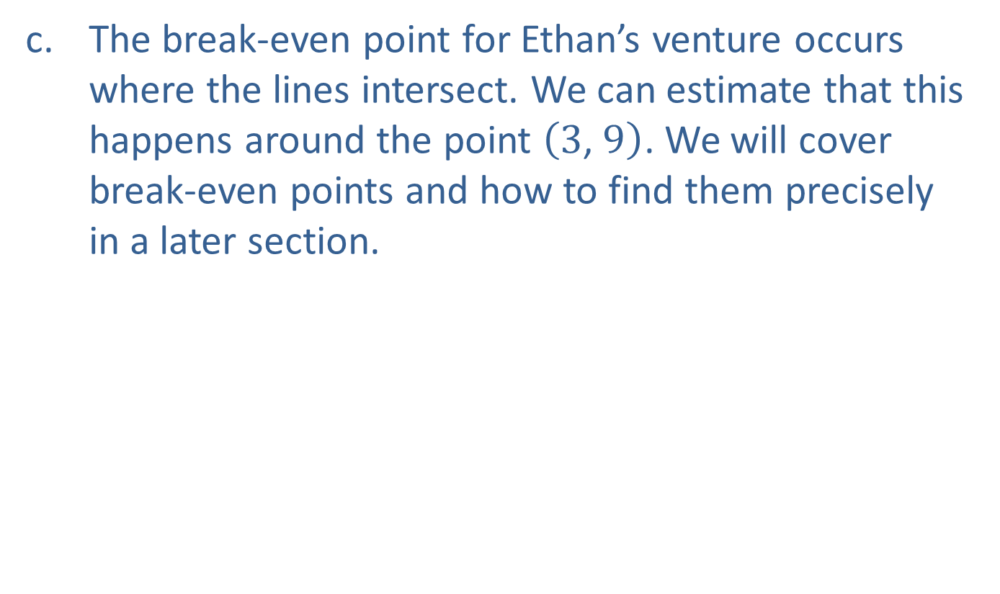 c. The break-even point for Ethan’s venture occurs
where the lines intersect. We can estimate that this
happens around the point (3, 9). We will cover
break-even points and how to find them precisely
in a later section.